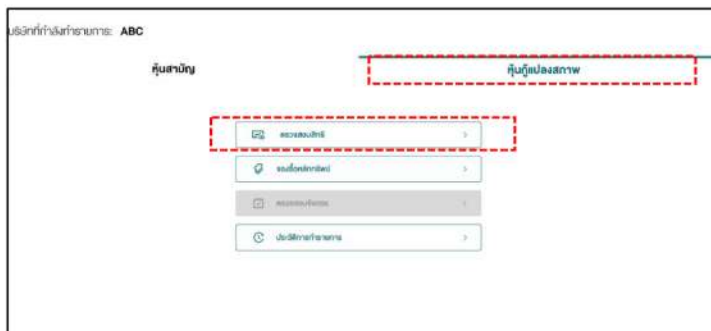 บริษัทที่กำลังทำรายการ: ABC
หุ้นสามัญ
หุ้นกู้แปลงสภาพ
ตรวจสอบสิทธิ
จองซื้อหลักทรัพย์
ประวัติการทำรายการ